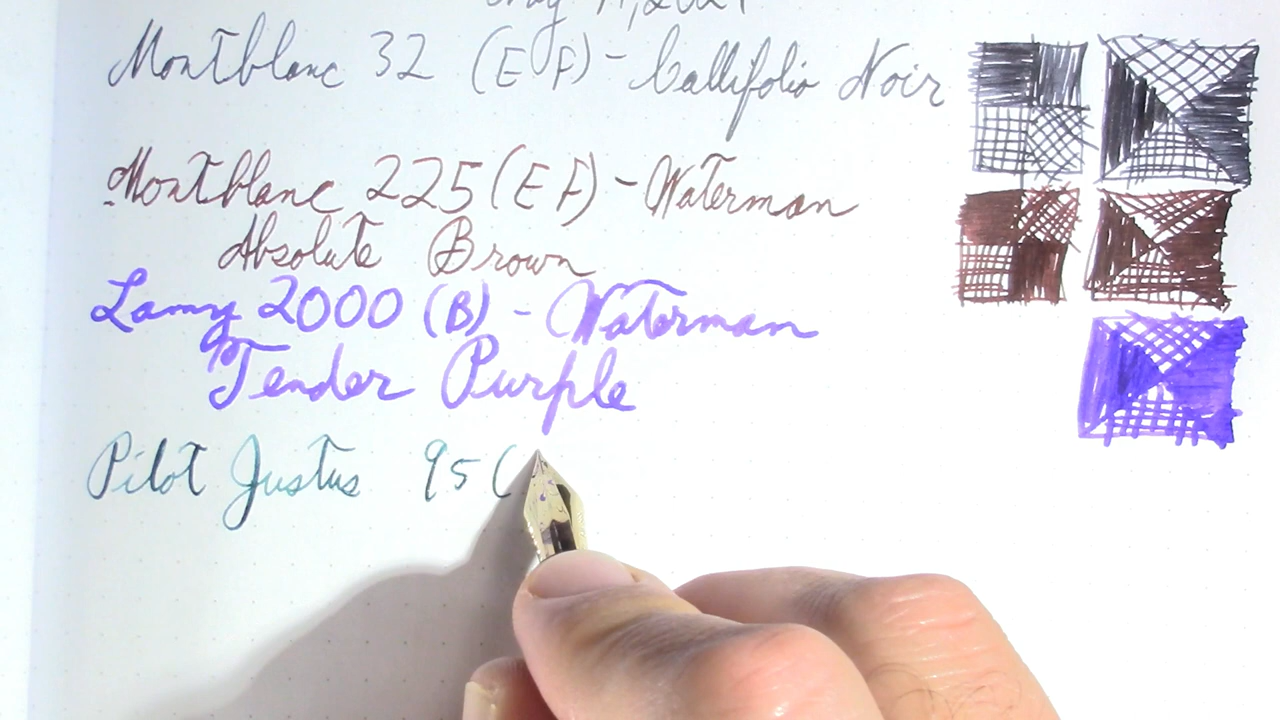 Montblanc 32 (EF) - Callifolio Noir
Montblanc 225 (EF) - Waterman
Absolute Brown
Lamy 2000 (B) - Waterman
Tender Purple
Pilot Justus 95 (